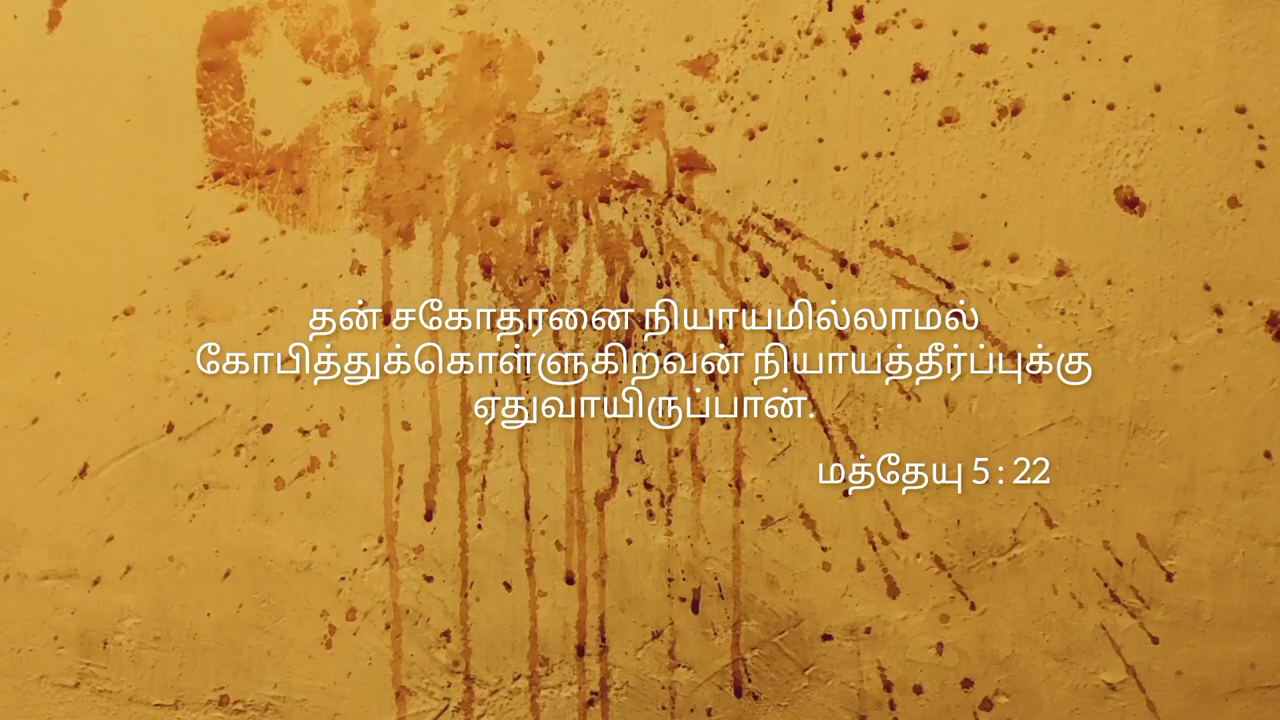 தன் சகோதரனை நியாயமில்லாமல்
கோபித்துக்கொள்ளுகிறவன் நியாயத்தீர்ப்புக்கு
ஏதுவாயிருப்பான்.
மத்தேயு 5 : 22